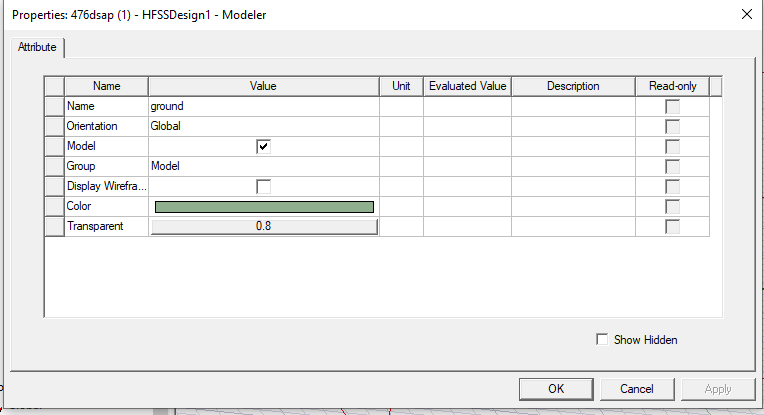 Properties: 476dsap (1) - HFSSDesign1 - Modeler
Attribute
Name Value Unit Evaluated Value Description Read-only
Name ground
Orientation Global
Model
Group Model
Display Wirefra...
Color
Transparent 0.8
Show Hidden
OK Cancel Apply